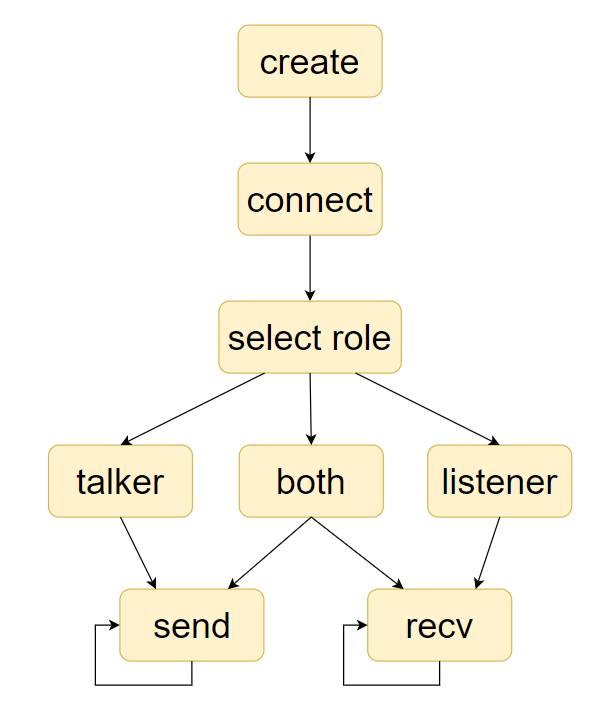 create
connect
select role
talker
both
listener
send
recv